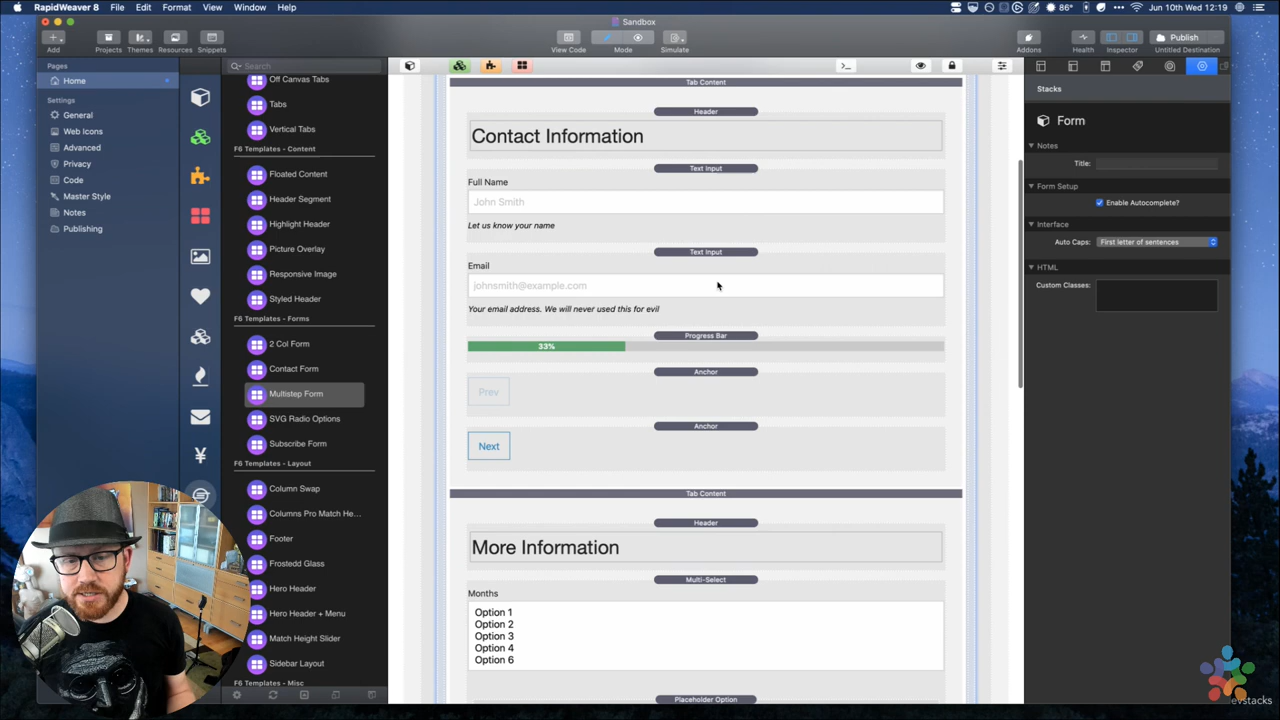 RapidWeaver 8 File Edit Format View Window Help
86° Jun 10th Wed 12:19
Sandbox
Add Projects Themes Resources Snippets
View Code Mode Simulate
Addons Health Inspector Publish
Untitled Destination
Pages
Home
Settings
General
Web Icons
Advanced
Privacy
Code
Master Style
Notes
Publishing
Search
Off Canvas Tabs
Tabs
Vertical Tabs
F6 Templates - Content
Floated Content
Header Segment
Highlight Header
Picture Overlay
Responsive Image
Styled Header
F6 Templates - Forms
2 Col Form
Contact Form
Multistep Form
SVG Radio Options
Subscribe Form
F6 Templates - Layout
Column Swap
Columns Pro Match He...
Footer
Frostedd Glass
Hero Header
Hero Header + Menu
Match Height Slider
Sidebar Layout
F6 Templates - Misc
Tab Content
Header
Contact Information
Text Input
Full Name
John Smith
Let us know your name
Text Input
Email
johnsmith@example.com
Your email address. We will never used this for evil
Progress Bar
33%
Anchor
Prev
Anchor
Next
Tab Content
Header
More Information
Multi-Select
Months
Option 1
Option 2
Option 3
Option 4
Option 6
Placeholder Option
Stacks
Form
Notes
Title:
Form Setup
Enable Autocomplete?
Interface
Auto Caps: First letter of sentences
HTML
Custom Classes: